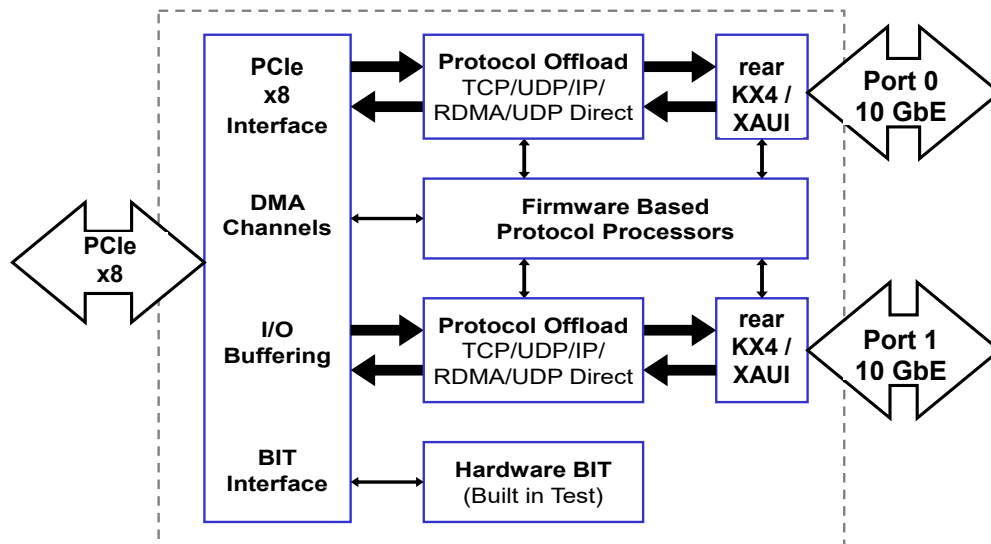 PCIe
x8
Interface
DMA
Channels
I/O
Buffering
BIT
Interface
PCIe
x8
Protocol Offload
TCP/UDP/IP/
RDMA/UDP Direct
rear
KX4 /
XAUI
Port 0
10 GbE
Firmware Based
Protocol Processors
Protocol Offload
TCP/UDP/IP/
RDMA/UDP Direct
rear
KX4 /
XAUI
Port 1
10 GbE
Hardware BIT
(Built in Test)